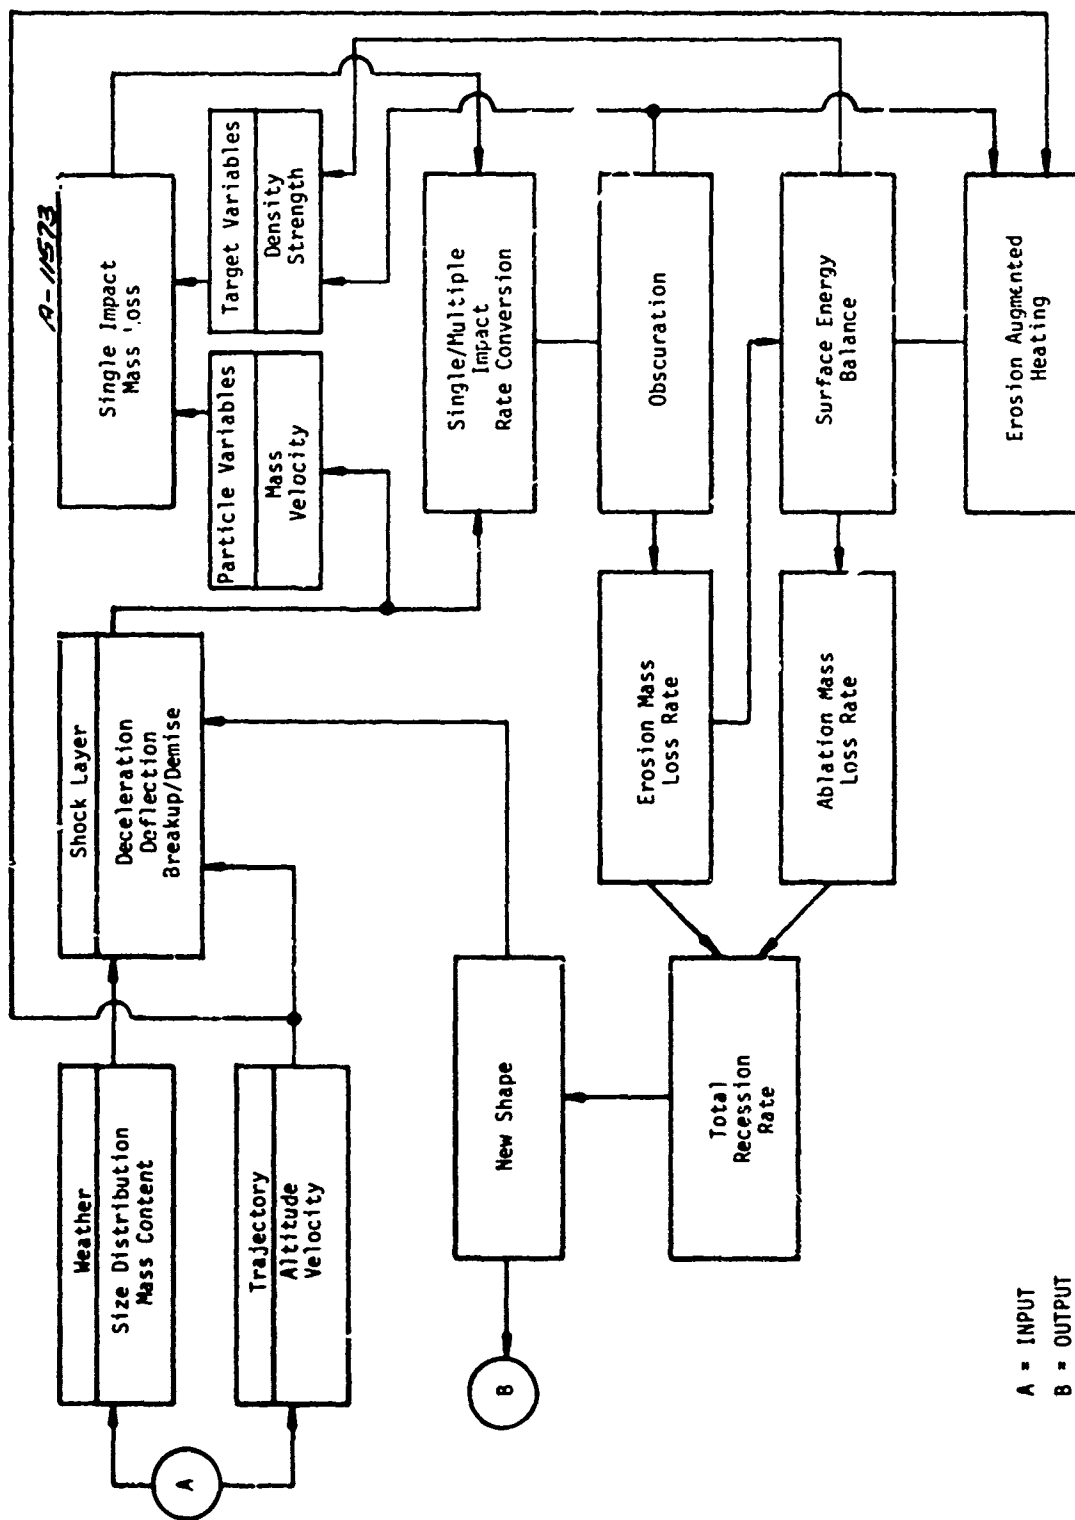 A-11573
Weather
Size Distribution
Mass Content
Trajectory
Altitude
Velocity
A
Shock Layer
Deceleration
Deflection
Breakup/Demise
Single Impact
Mass Loss
Particle Variables
Mass
Velocity
Target Variables
Density
Strength
Single/Multiple
Impact
Rate Conversion
New Shape
B
Total
Recession
Rate
Erosion Mass
Loss Rate
Obscuration
Ablation Mass
Loss Rate
Surface Energy
Balance
Erosion Augmented
Heating
A = INPUT
B = OUTPUT